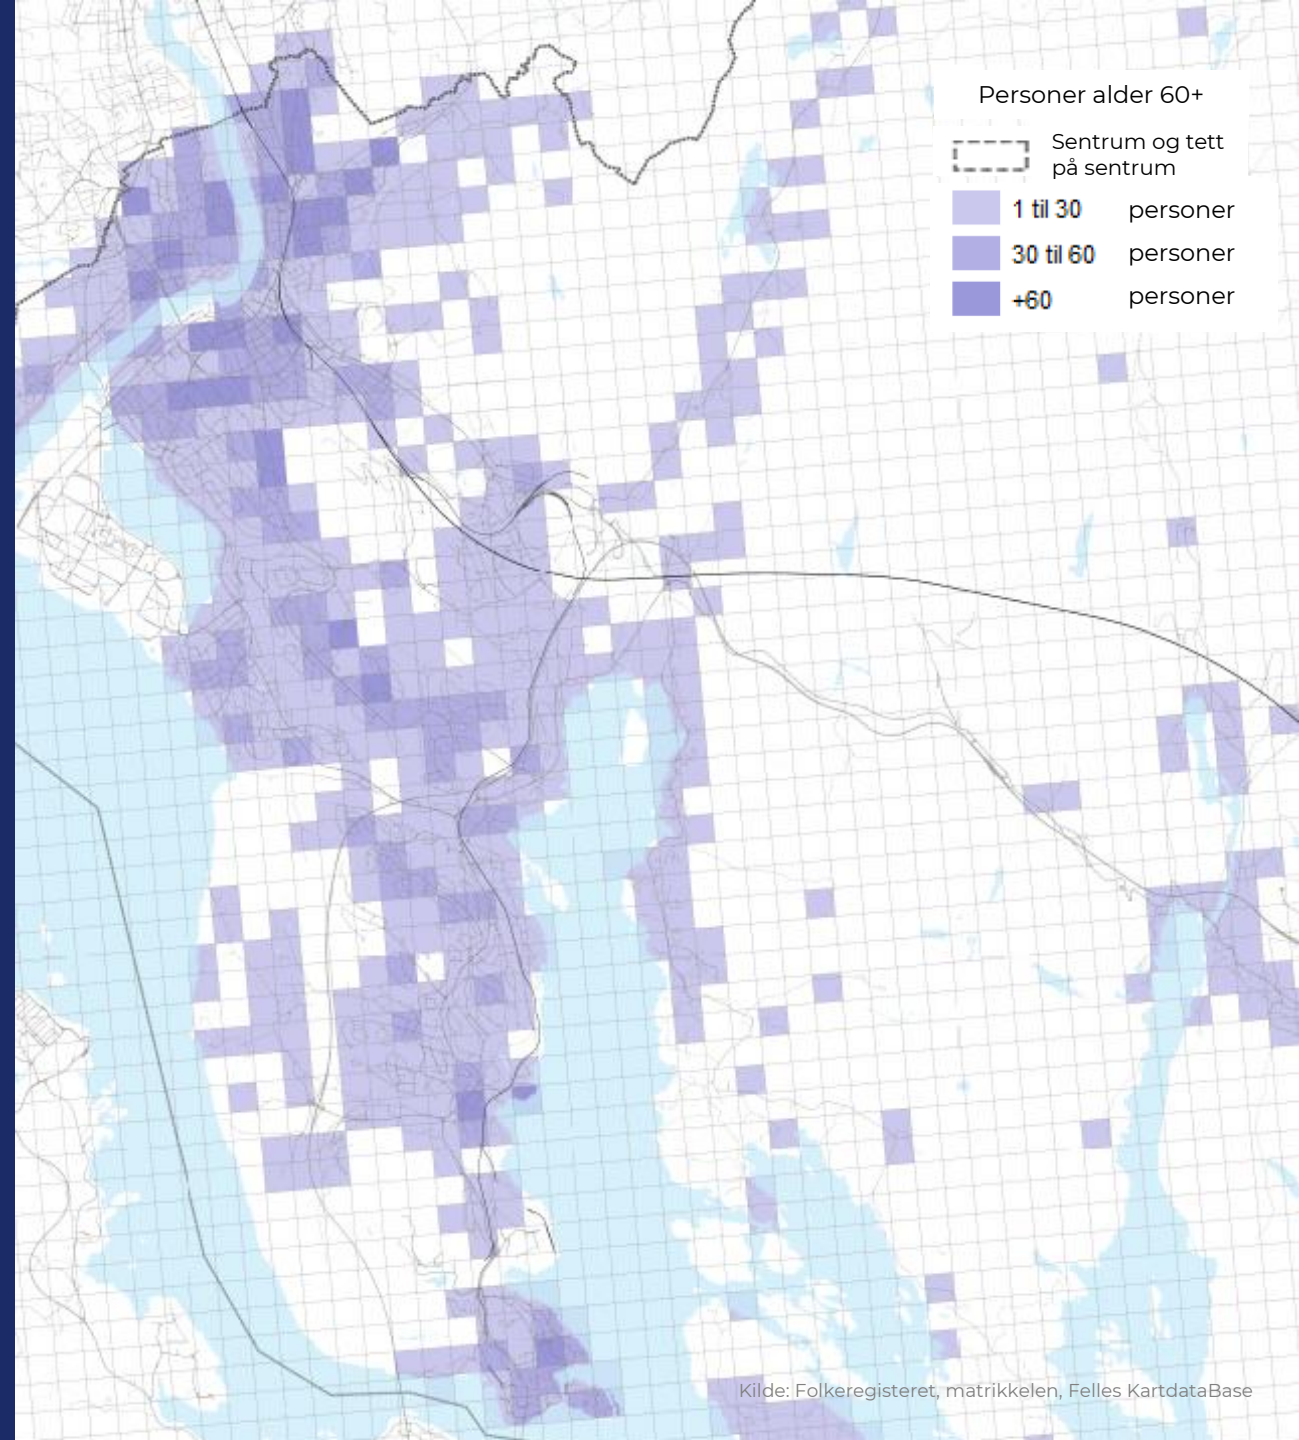 Personer alder 60+
Sentrum og tett
på sentrum
1 til 30 personer
30 til 60 personer
+60 personer
Kilde: Folkeregisteret, matrikkelen, Felles KartdataBase